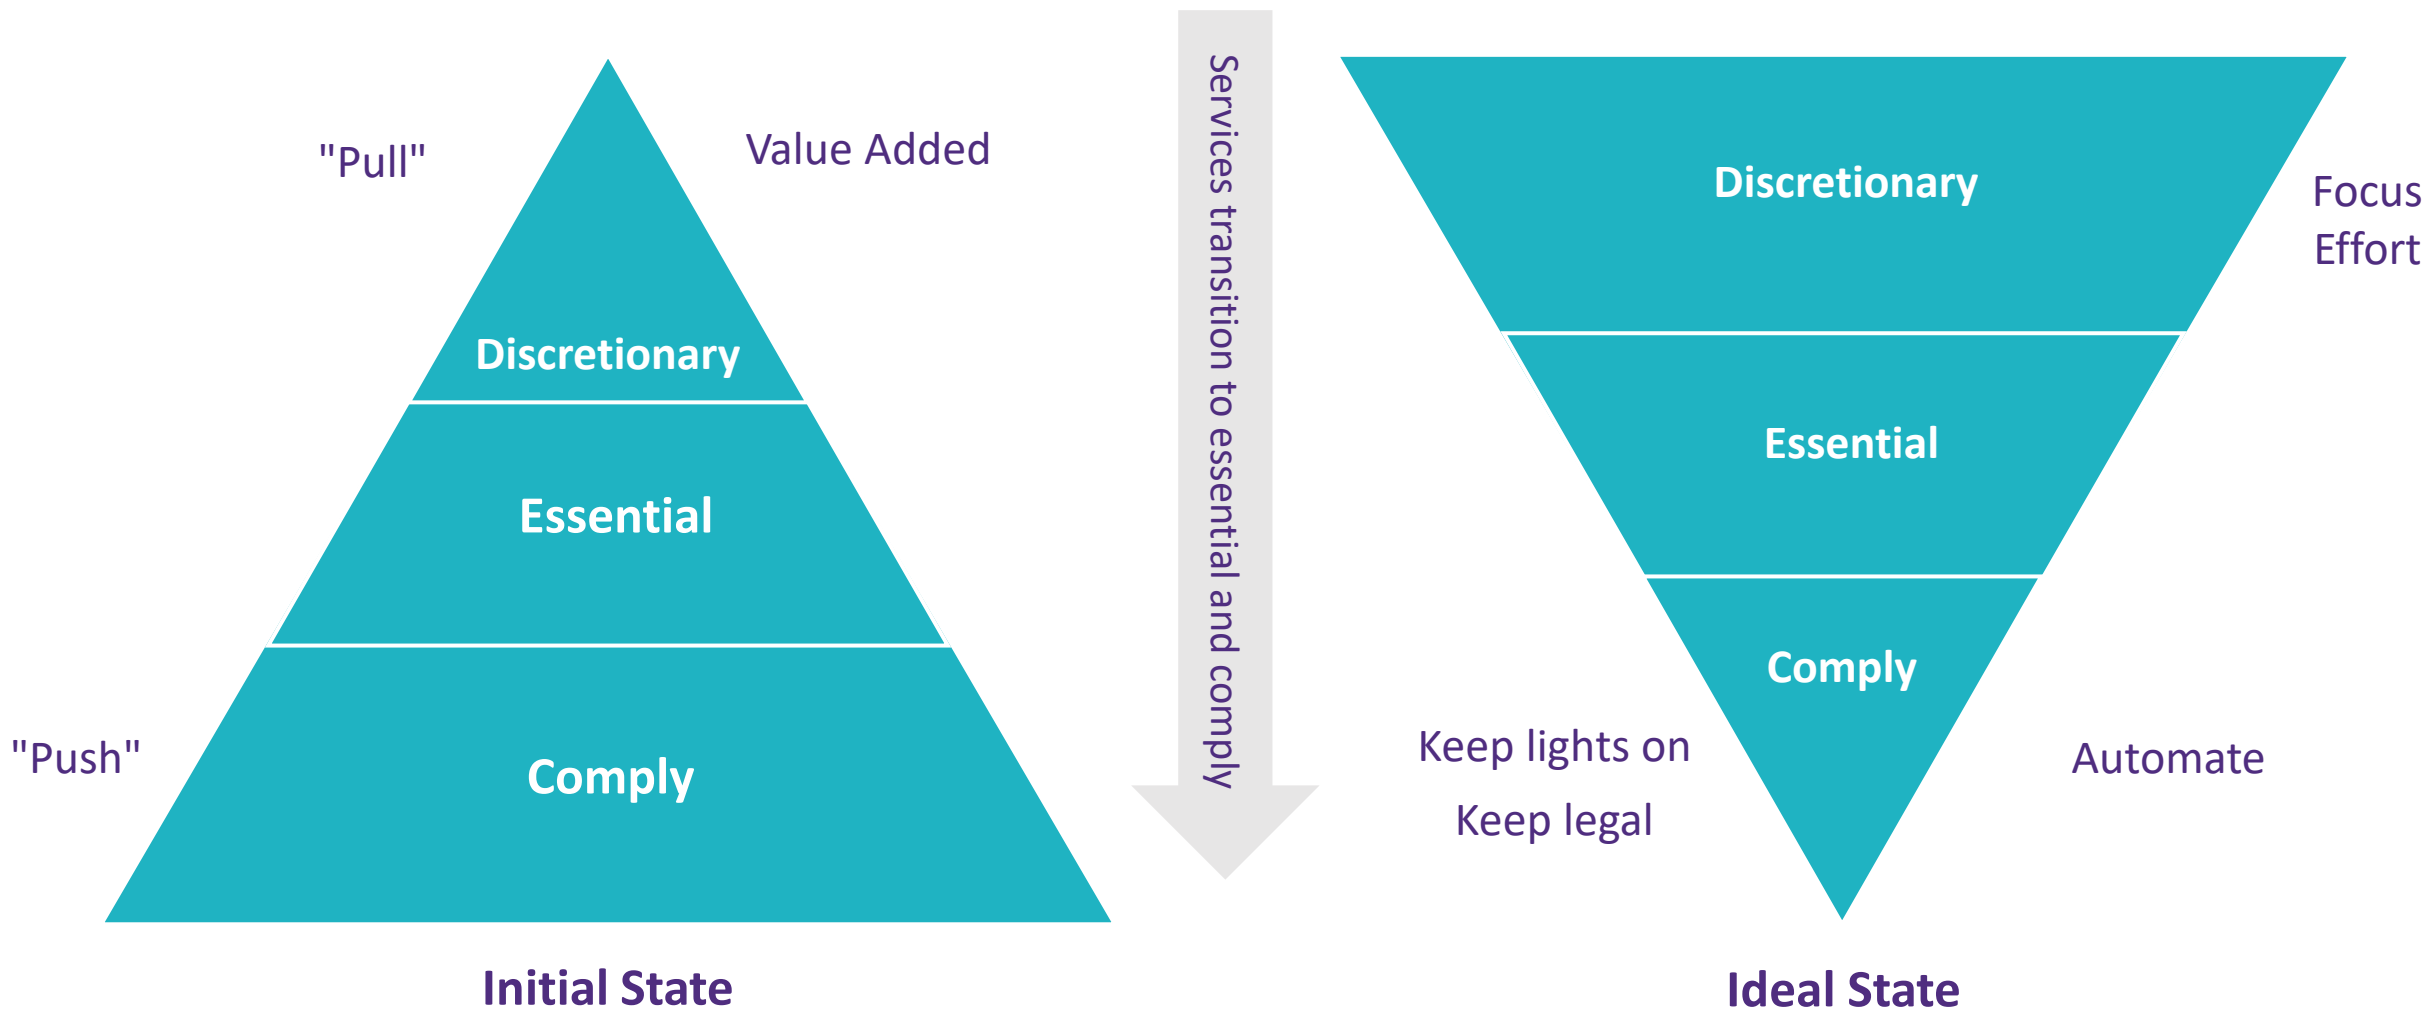 "Pull"
Value Added
Discretionary
Essential
"Push"
Comply
Initial State
Services transition to essential and comply
Discretionary
Focus
Effort
Essential
Comply
Keep lights on
Keep legal
Automate
Ideal State